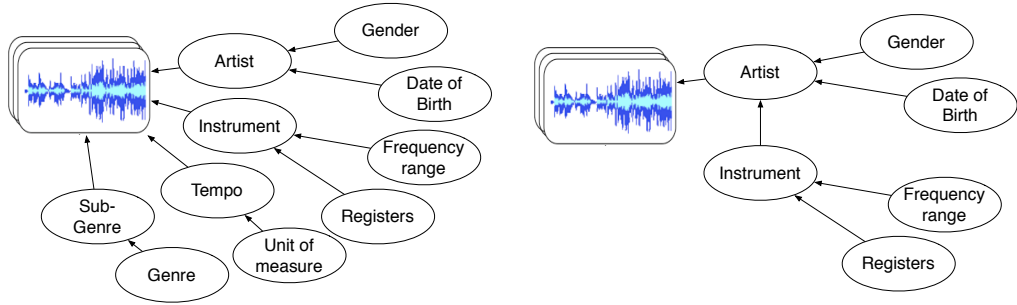 Gender
Artist
Date of
Birth
Instrument
Frequency
range
Tempo
Sub-
Genre
Registers
Unit of
measure
Genre
Gender
Artist
Date of
Birth
Instrument
Frequency
range
Registers